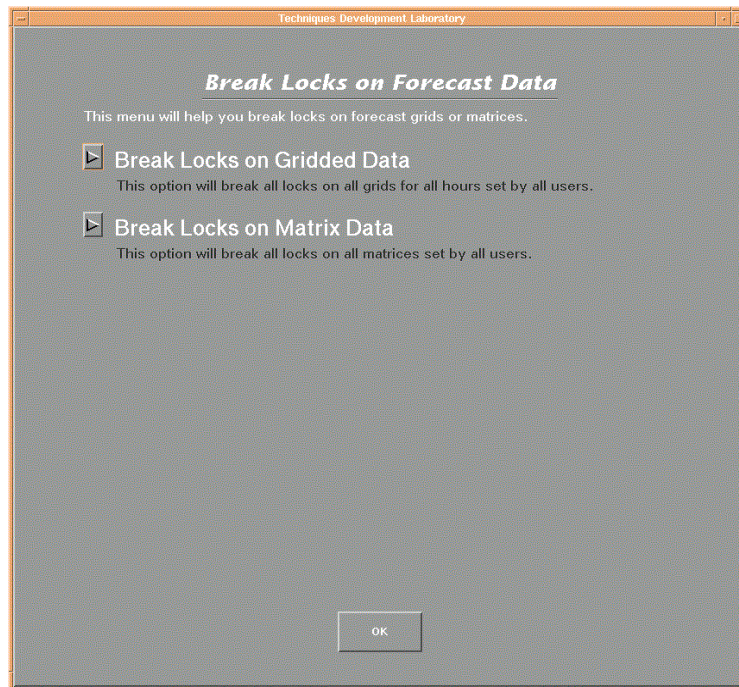 Techniques Development Laboratory
Break Locks on Forecast Data
This menu will help you break locks on forecast grids or matrices.
Break Locks on Gridded Data
This option will break all locks on all grids for all hours set by all users.
Break Locks on Matrix Data
This option will break all locks on all matrices set by all users.
OK